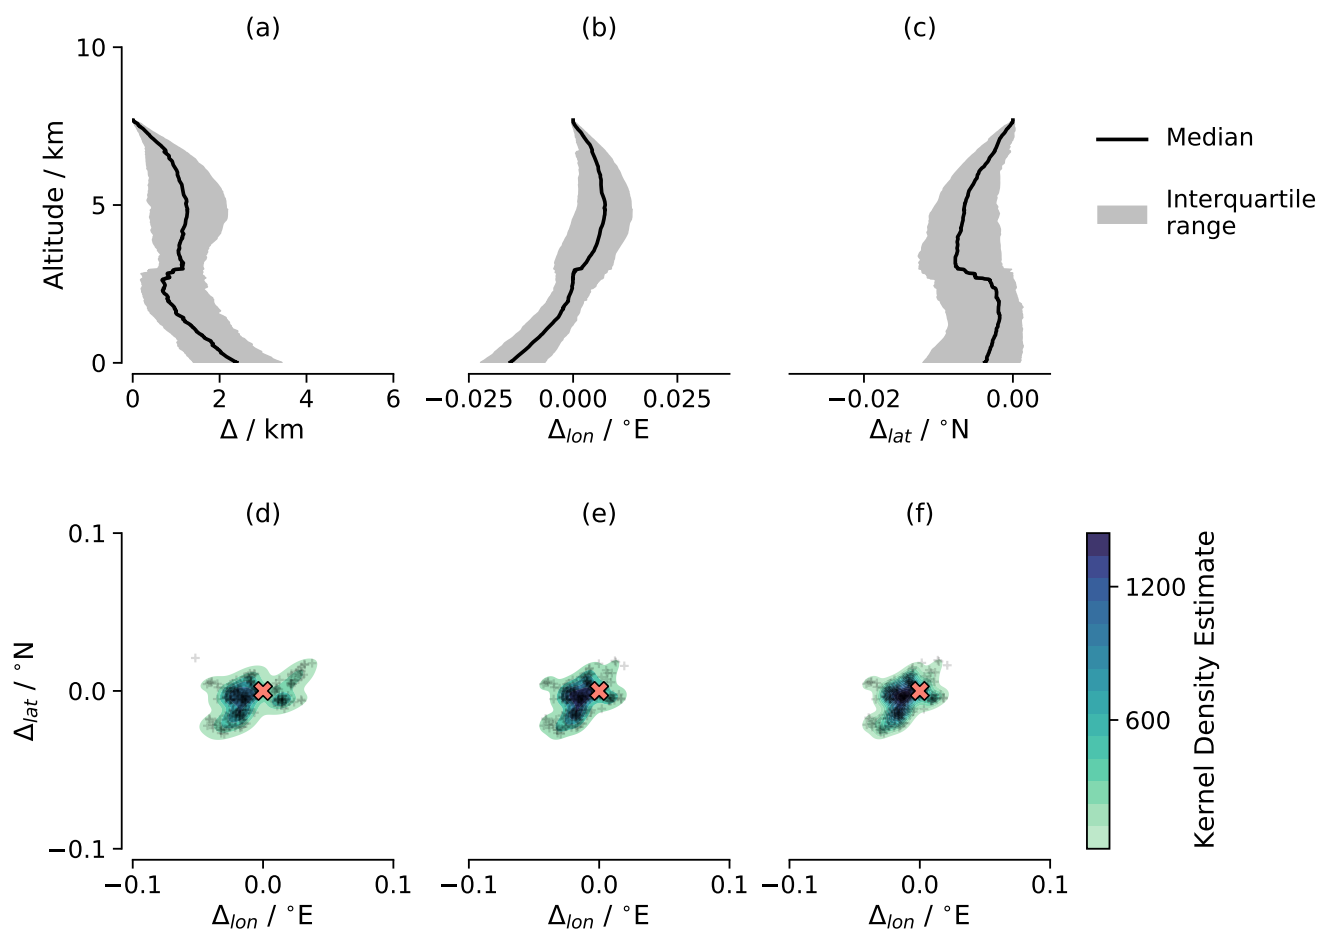 (a)
(b)
(c)
10
5
0
Altitude / km
0 2 4 6
Δ / km
−0.025 0.000 0.025
Δlon / °E
−0.02 0.00
Δlat / °N
Median
Interquartile
range
(d)
(e)
(f)
0.1
0.0
−0.1
Δlat / °N
−0.1 0.0 0.1
Δlon / °E
−0.1 0.0 0.1
Δlon / °E
−0.1 0.0 0.1
Δlon / °E
1200
600
Kernel Density Estimate